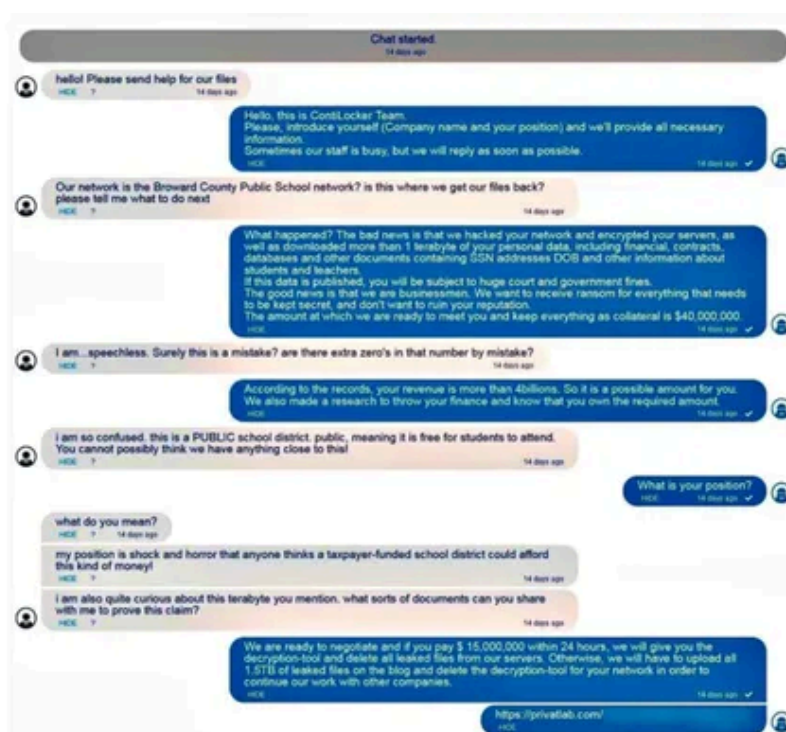 Chat started.
14 days ago
hello! Please send help for our files
HIDE ? 14 days ago
Hello, this is ContiLocker Team.
Please, introduce yourself (Company name and your position) and we'll provide all necessary
information.
Sometimes our staff is busy, but we will reply as soon as possible.
HIDE 14 days ago ✓
Our network is the Broward County Public School network? is this where we get our files back?
please tell me what to do next
HIDE ? 14 days ago
What happened? The bad news is that we hacked your network and encrypted your servers, as
well as downloaded more than 1 terabyte of your personal data, including financial, contracts,
databases and other documents containing SSN addresses DOB and other information about
students and teachers.
If this data is published, you will be subject to huge court and government fines.
The good news is that we are businessmen. We want to receive ransom for everything that needs
to be kept secret, and don't want to ruin your reputation.
The amount at which we are ready to meet you and keep everything as collateral is $40,000,000.
HIDE 14 days ago ✓
I am...speechless. Surely this is a mistake? are there extra zero's in that number by mistake?
HIDE ? 14 days ago
According to the records, your revenue is more than 4billions. So it is a possible amount for you.
We also made a research to throw your finance and know that you own the required amount.
HIDE 14 days ago ✓
i am so confused. this is a PUBLIC school district. public, meaning it is free for students to attend.
You cannot possibly think we have anything close to this!
HIDE ? 14 days ago
What is your position?
HIDE 14 days ago ✓
what do you mean?
HIDE ? 14 days ago
my position is shock and horror that anyone thinks a taxpayer-funded school district could afford
this kind of money!
HIDE ? 14 days ago
i am also quite curious about this terabyte you mention. what sorts of documents can you share
with me to prove this claim?
HIDE ? 14 days ago
We are ready to negotiate and if you pay $ 15,000,000 within 24 hours, we will give you the
decryption-tool and delete all leaked files from our servers. Otherwise, we will have to upload all
1,5TB of leaked files on the blog and delete the decryption-tool for your network in order to
continue our work with other companies.
HIDE 14 days ago ✓
https://privatlab.com/
HIDE